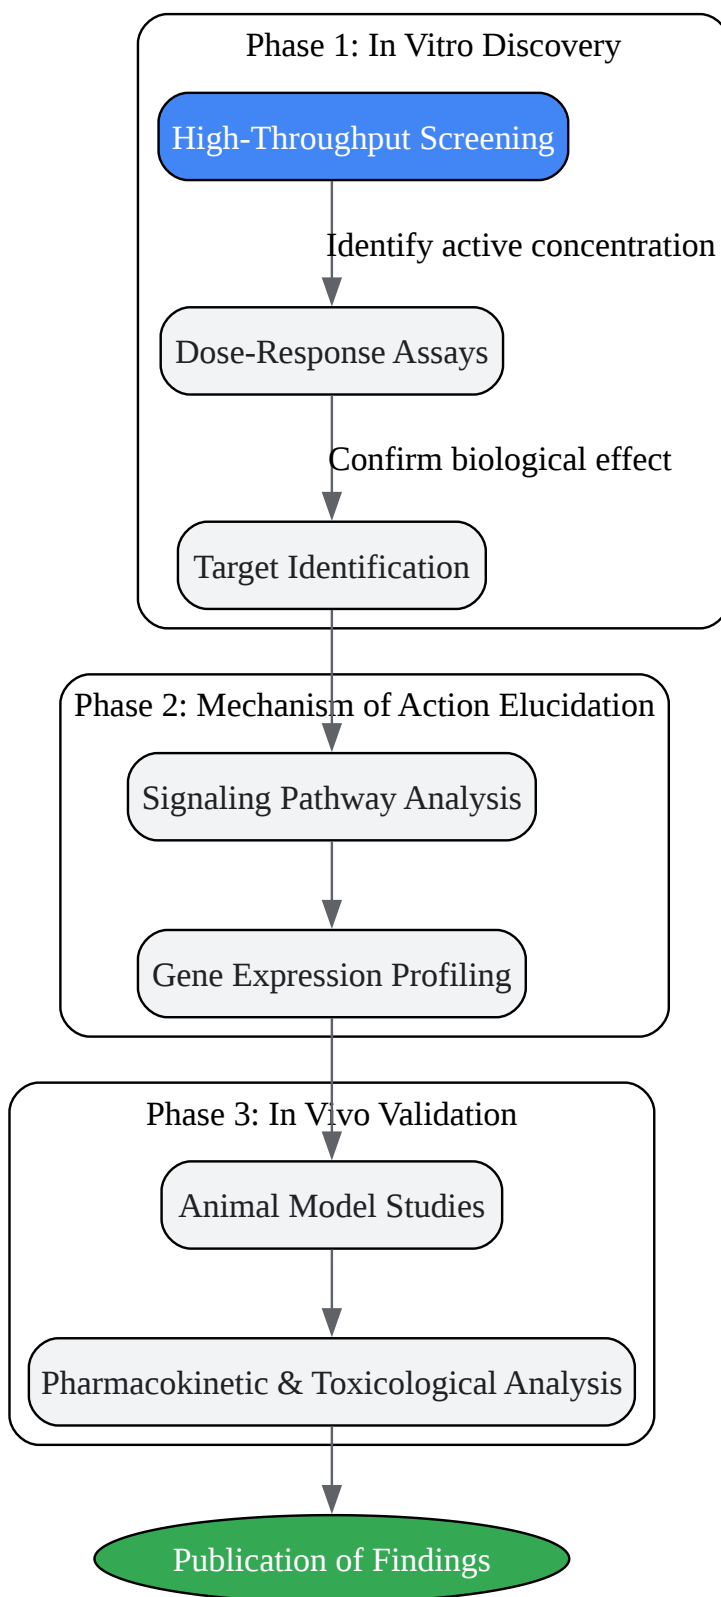 Phase 1: In Vitro Discovery
High-Throughput Screening
Identify active concentration
Dose-Response Assays
Confirm biological effect
Target Identification
Phase 2: Mechanism of Action Elucidation
Signaling Pathway Analysis
Gene Expression Profiling
Phase 3: In Vivo Validation
Animal Model Studies
Pharmacokinetic & Toxicological Analysis
Publication of Findings